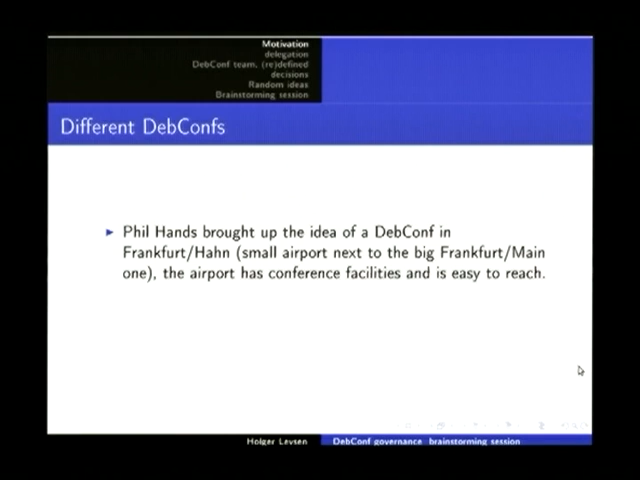 Motivation
delegation
DebConf team, (re)defined
decisions
Random ideas
Brainstorming session
Different DebConfs
Phil Hands brought up the idea of a DebConf in
Frankfurt/Hahn (small airport next to the big Frankfurt/Main
one), the airport has conference facilities and is easy to reach.
Holger Levsen
DebConf governance brainstorming session